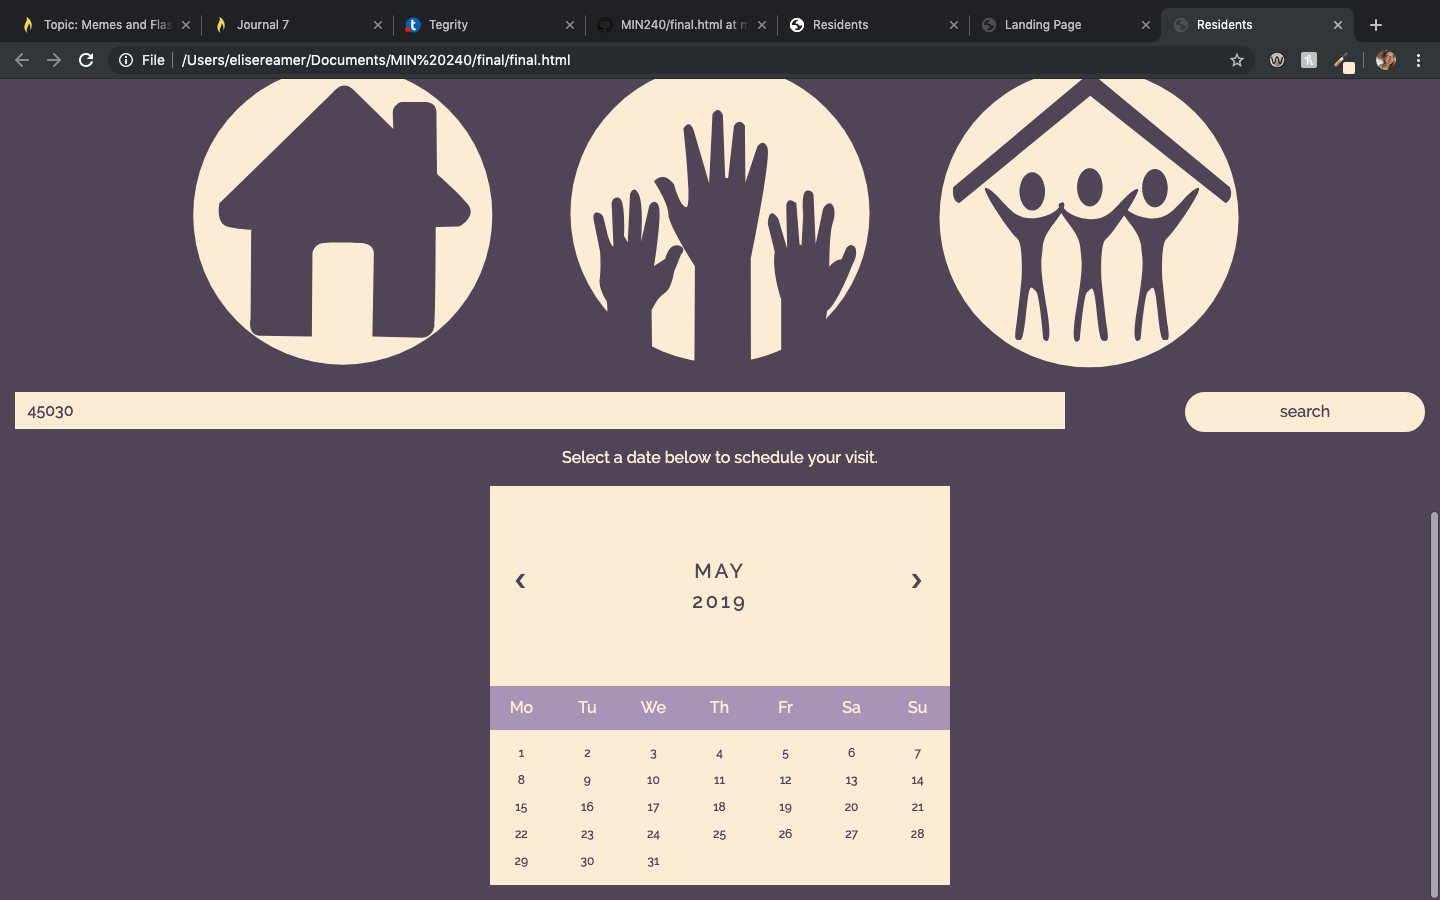 Topic: Memes and Flas
Journal 7
Tegrity
MIN240/final.html at m
Residents
Landing Page
Residents
File /Users/elisereamer/Documents/MIN%20240/final/final.html
45030
search
Select a date below to schedule your visit.
❮ ❯
MAY
2019
Mo Tu We Th Fr Sa Su
1 2 3 4 5 6 7
8 9 10 11 12 13 14
15 16 17 18 19 20 21
22 23 24 25 26 27 28
29 30 31